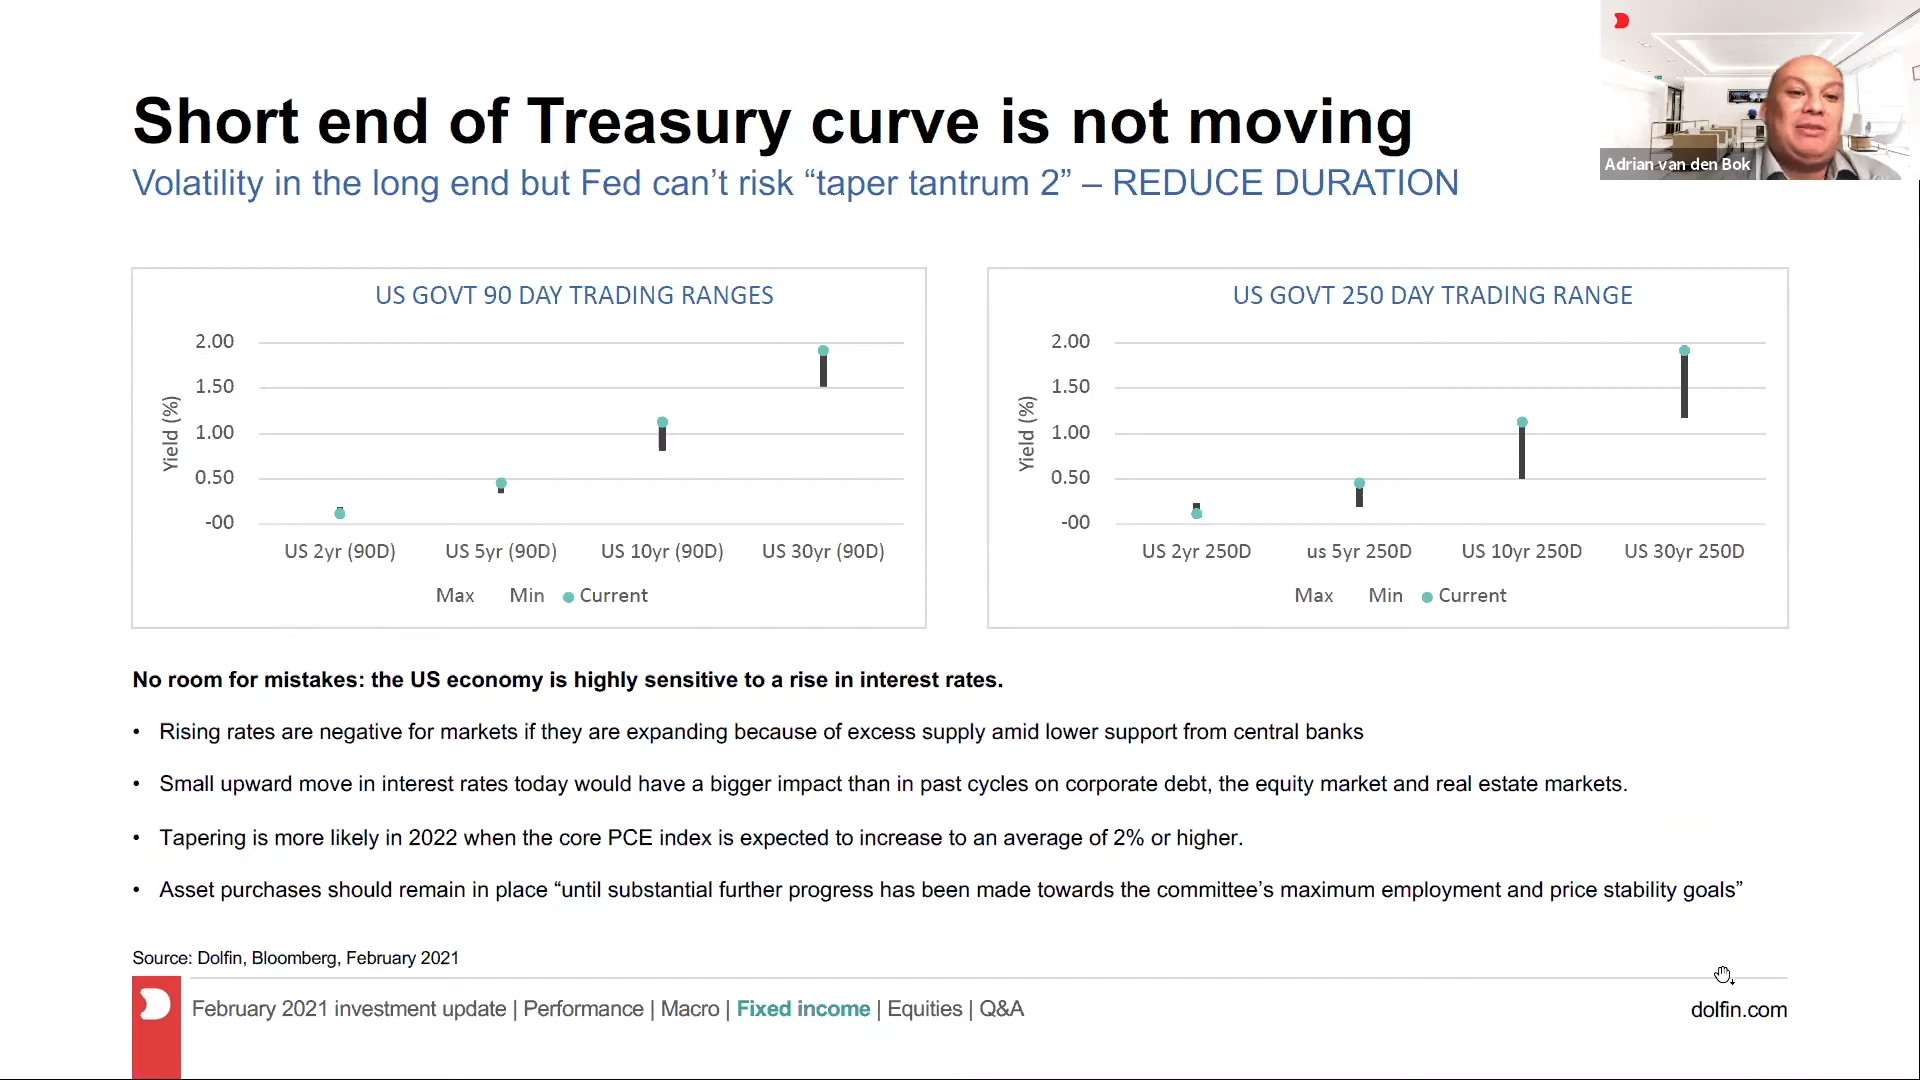 Short end of Treasury curve is not moving
Volatility in the long end but Fed can’t risk “taper tantrum 2” – REDUCE DURATION
Adrian van den Bok
US GOVT 90 DAY TRADING RANGES
Yield (%)
2.00
1.50
1.00
0.50
-00
US 2yr (90D) US 5yr (90D) US 10yr (90D) US 30yr (90D)
Max Min Current
US GOVT 250 DAY TRADING RANGE
Yield (%)
2.00
1.50
1.00
0.50
-00
US 2yr 250D us 5yr 250D US 10yr 250D US 30yr 250D
Max Min Current
No room for mistakes: the US economy is highly sensitive to a rise in interest rates.
• Rising rates are negative for markets if they are expanding because of excess supply amid lower support from central banks
• Small upward move in interest rates today would have a bigger impact than in past cycles on corporate debt, the equity market and real estate markets.
• Tapering is more likely in 2022 when the core PCE index is expected to increase to an average of 2% or higher.
• Asset purchases should remain in place “until substantial further progress has been made towards the committee’s maximum employment and price stability goals”
Source: Dolfin, Bloomberg, February 2021
February 2021 investment update | Performance | Macro | Fixed income | Equities | Q&A
dolfin.com